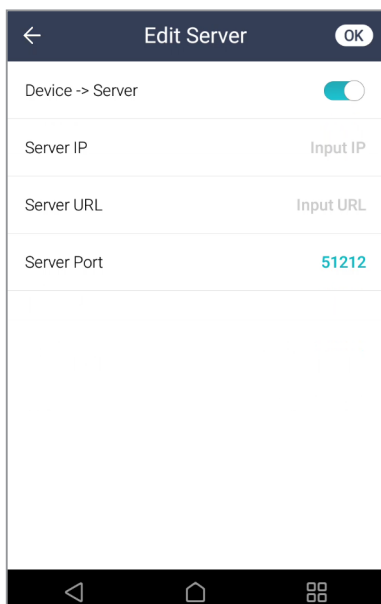 Edit Server OK
Device -> Server
Server IP Input IP
Server URL Input URL
Server Port 51212